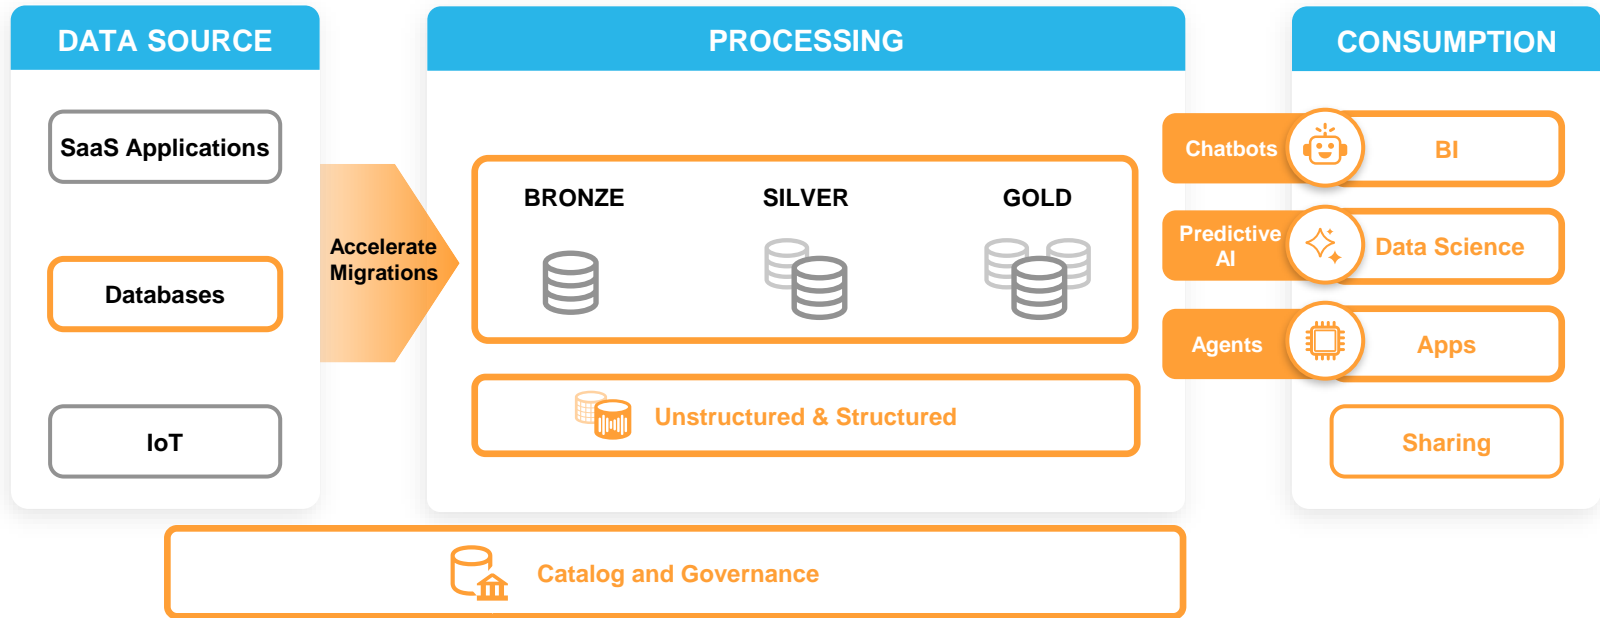 DATA SOURCE
SaaS Applications
Databases
IoT
Accelerate
Migrations
PROCESSING
BRONZE
SILVER
GOLD
Unstructured & Structured
CONSUMPTION
Chatbots
BI
Predictive
AI
Data Science
Agents
Apps
Sharing
Catalog and Governance